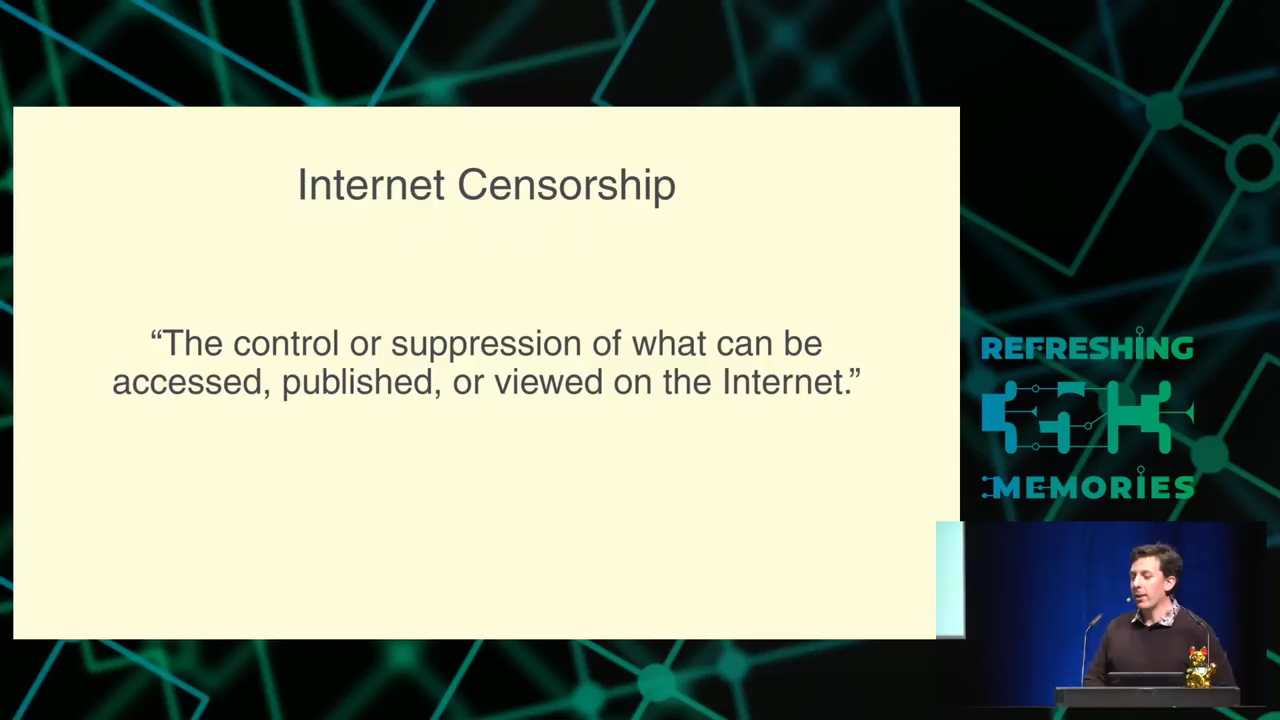 Internet Censorship
“The control or suppression of what can be
accessed, published, or viewed on the Internet.”
REFRESHING
35C3
MEMORIES